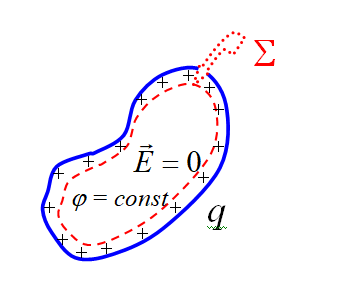 Σ
+ + + + + + + + + + + + + + + +
E⃗ = 0
φ = const
q